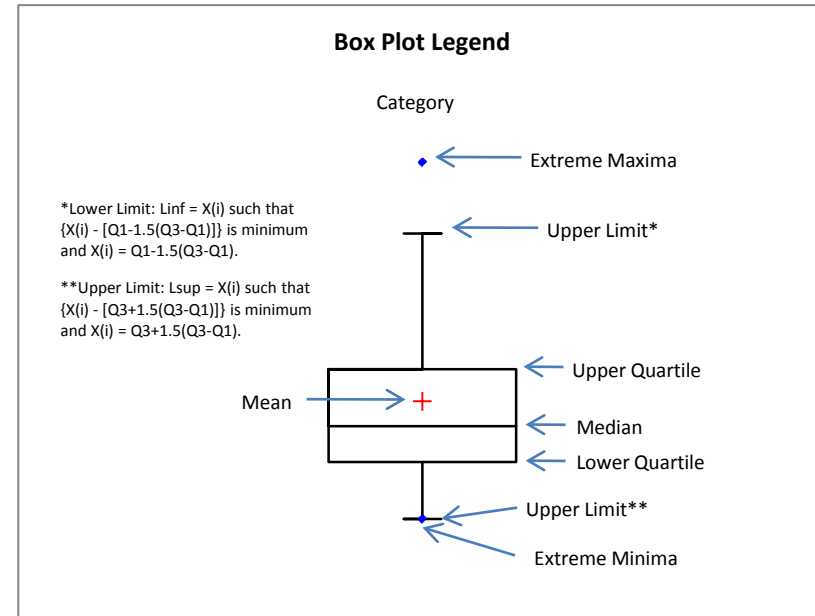 Box Plot Legend
Category
Extreme Maxima
*Lower Limit: Linf = X(i) such that
{X(i) - [Q1-1.5(Q3-Q1)]} is minimum
and X(i) = Q1-1.5(Q3-Q1).
Upper Limit*
**Upper Limit: Lsup = X(i) such that
{X(i) - [Q3+1.5(Q3-Q1)]} is minimum
and X(i) = Q3+1.5(Q3-Q1).
Upper Quartile
Mean
Median
Lower Quartile
Upper Limit**
Extreme Minima